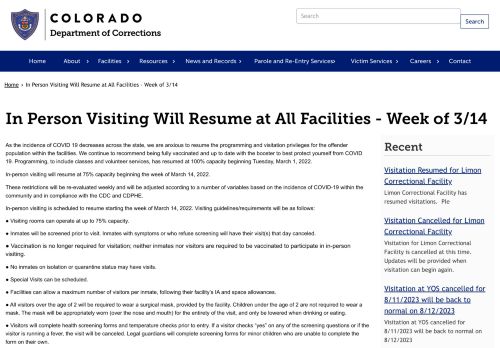 COLORADO
Department of Corrections
Search
Search
Home About Facilities Resources News and Records Parole and Re-Entry Services Victim Services Careers Contact
Home › In Person Visiting Will Resume at All Facilities - Week of 3/14
In Person Visiting Will Resume at All Facilities - Week of 3/14
As the incidence of COVID 19 decreases across the state, we are anxious to resume the programming and visitation privileges for the offender
population within the facilities. We continue to recommend being fully vaccinated and up to date with the booster to best protect yourself from COVID
19. Programming, to include classes and volunteer services, has resumed at 100% capacity beginning Tuesday, March 1, 2022.
In-person visiting will resume at 75% capacity beginning the week of March 14, 2022.
These restrictions will be re-evaluated weekly and will be adjusted according to a number of variables based on the incidence of COVID-19 within the
community and in compliance with the CDC and CDPHE.
In-person visiting is scheduled to resume starting the week of March 14, 2022. Visiting guidelines/requirements will be as follows:
● Visiting rooms can operate at up to 75% capacity.
● Inmates will be screened prior to visit. Inmates with symptoms or who refuse screening will have their visit(s) that day canceled.
● Vaccination is no longer required for visitation; neither inmates nor visitors are required to be vaccinated to participate in in-person
visiting.
● No inmates on isolation or quarantine status may have visits.
● Special Visits can be scheduled.
● Facilities can allow a maximum number of visitors per inmate, following their facility's IA and space allowances.
● All visitors over the age of 2 will be required to wear a surgical mask, provided by the facility. Children under the age of 2 are not required to wear a
mask. The mask will be appropriately worn (over the nose and mouth) for the entirety of the visit, and only be lowered when drinking or eating.
● Visitors will complete health screening forms and temperature checks prior to entry. If a visitor checks "yes" on any of the screening questions or if the
visitor is running a fever, the visit will be canceled. Legal guardians will complete screening forms for minor children who are unable to complete the
form on their own.
Recent
Visitation Resumed for Limon
Correctional Facility
Limon Correctional Facility has
resumed visitations. Ple
Visitation Cancelled for Limon
Correctional Facility
Visitation for Limon Correctional
Facility is cancelled at this time.
Updates will be provided when
visitation can begin again.
Visitation at YOS cancelled for
8/11/2023 will be back to
normal on 8/12/2023
Visitation at YOS cancelled for
8/11/2023 will be back to normal on
8/12/2023